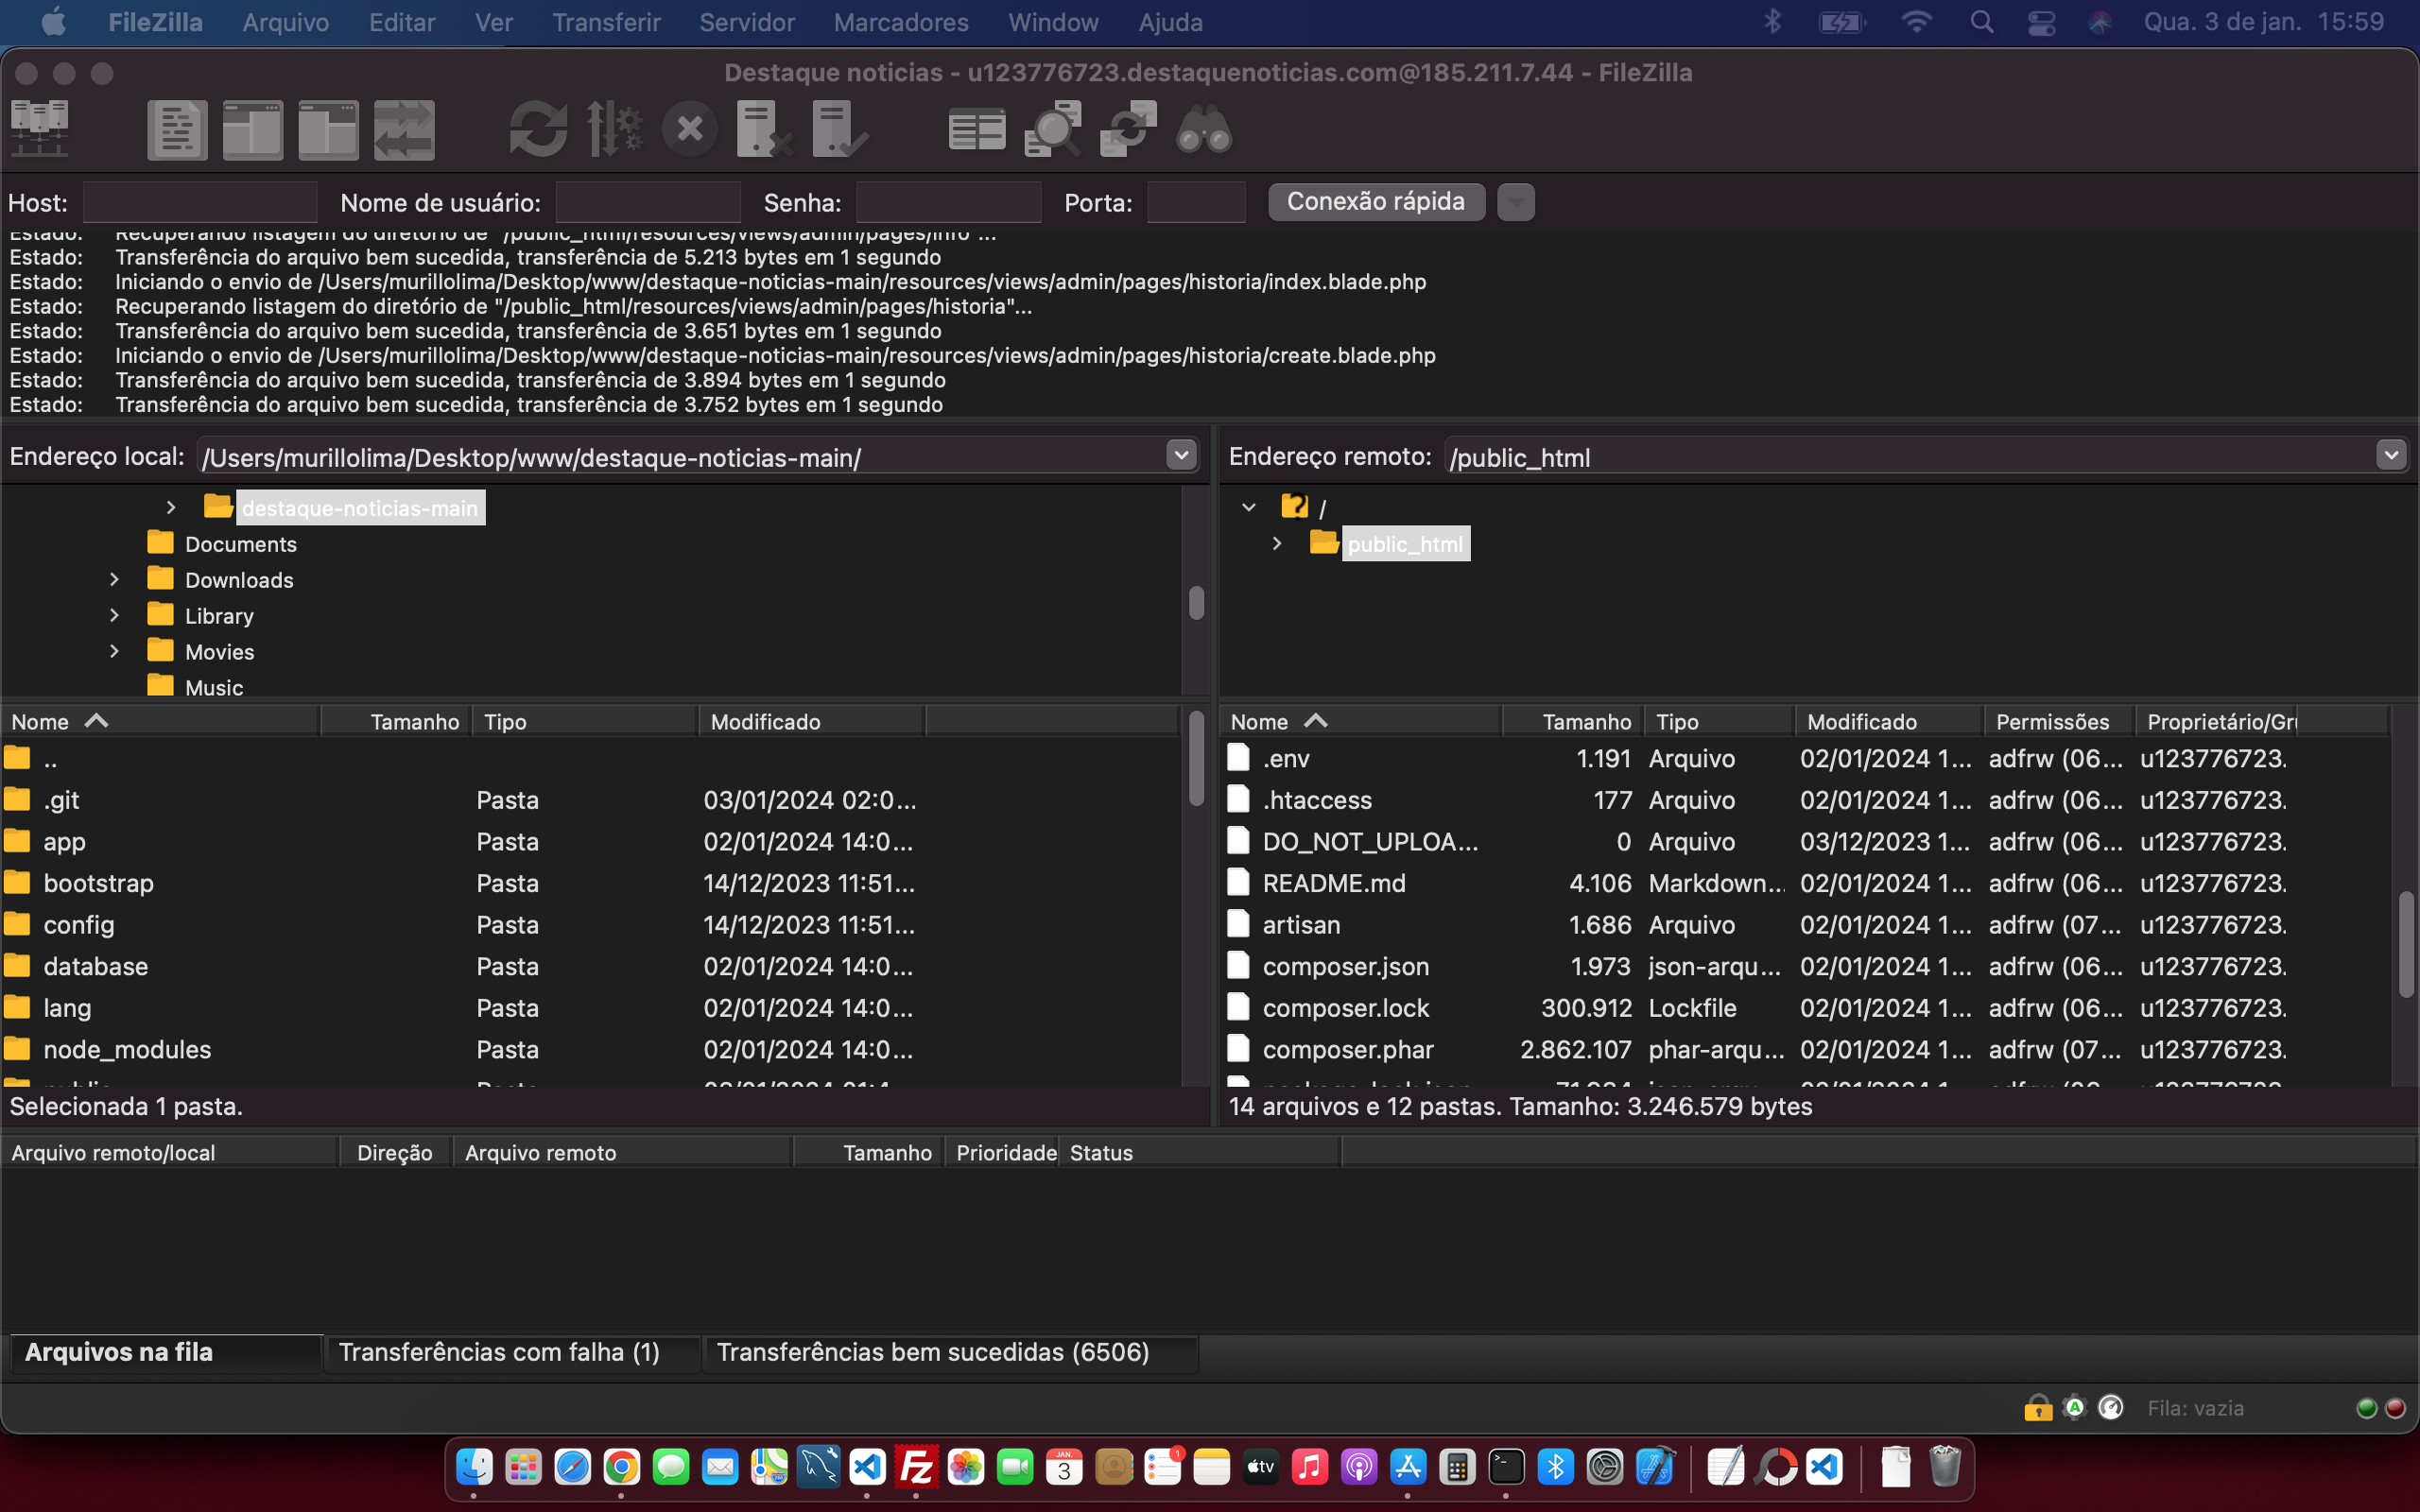 FileZilla Arquivo Editar Ver Transferir Servidor Marcadores Window Ajuda Qua. 3 de jan. 15:59
Destaque noticias - u123776723.destaquenoticias.com@185.211.7.44 - FileZilla
Host: Nome de usuário: Senha: Porta: Conexão rápida
Estado: Recuperando listagem do diretório de "/public_html/resources/views/admin/pages/info"...
Estado: Transferência do arquivo bem sucedida, transferência de 5.213 bytes em 1 segundo
Estado: Iniciando o envio de /Users/murillolima/Desktop/www/destaque-noticias-main/resources/views/admin/pages/historia/index.blade.php
Estado: Recuperando listagem do diretório de "/public_html/resources/views/admin/pages/historia"...
Estado: Transferência do arquivo bem sucedida, transferência de 3.651 bytes em 1 segundo
Estado: Iniciando o envio de /Users/murillolima/Desktop/www/destaque-noticias-main/resources/views/admin/pages/historia/create.blade.php
Estado: Transferência do arquivo bem sucedida, transferência de 3.894 bytes em 1 segundo
Estado: Transferência do arquivo bem sucedida, transferência de 3.752 bytes em 1 segundo
Endereço local: /Users/murillolima/Desktop/www/destaque-noticias-main/
destaque-noticias-main
Documents
Downloads
Library
Movies
Music
Nome Tamanho Tipo Modificado
..
.git Pasta 03/01/2024 02:0...
app Pasta 02/01/2024 14:0...
bootstrap Pasta 14/12/2023 11:51...
config Pasta 14/12/2023 11:51...
database Pasta 02/01/2024 14:0...
lang Pasta 02/01/2024 14:0...
node_modules Pasta 02/01/2024 14:0...
Selecionada 1 pasta.
Endereço remoto: /public_html
/
public_html
Nome Tamanho Tipo Modificado Permissões Proprietário/Gru
.env 1.191 Arquivo 02/01/2024 1... adfrw (06... u123776723.
.htaccess 177 Arquivo 02/01/2024 1... adfrw (06... u123776723.
DO_NOT_UPLOA... 0 Arquivo 03/12/2023 1... adfrw (06... u123776723.
README.md 4.106 Markdown... 02/01/2024 1... adfrw (06... u123776723.
artisan 1.686 Arquivo 02/01/2024 1... adfrw (07... u123776723.
composer.json 1.973 json-arqu... 02/01/2024 1... adfrw (06... u123776723.
composer.lock 300.912 Lockfile 02/01/2024 1... adfrw (06... u123776723.
composer.phar 2.862.107 phar-arqu... 02/01/2024 1... adfrw (07... u123776723.
14 arquivos e 12 pastas. Tamanho: 3.246.579 bytes
Arquivo remoto/local Direção Arquivo remoto Tamanho Prioridade Status
Arquivos na fila Transferências com falha (1) Transferências bem sucedidas (6506)
Fila: vazia
JAN.
3
1
tv